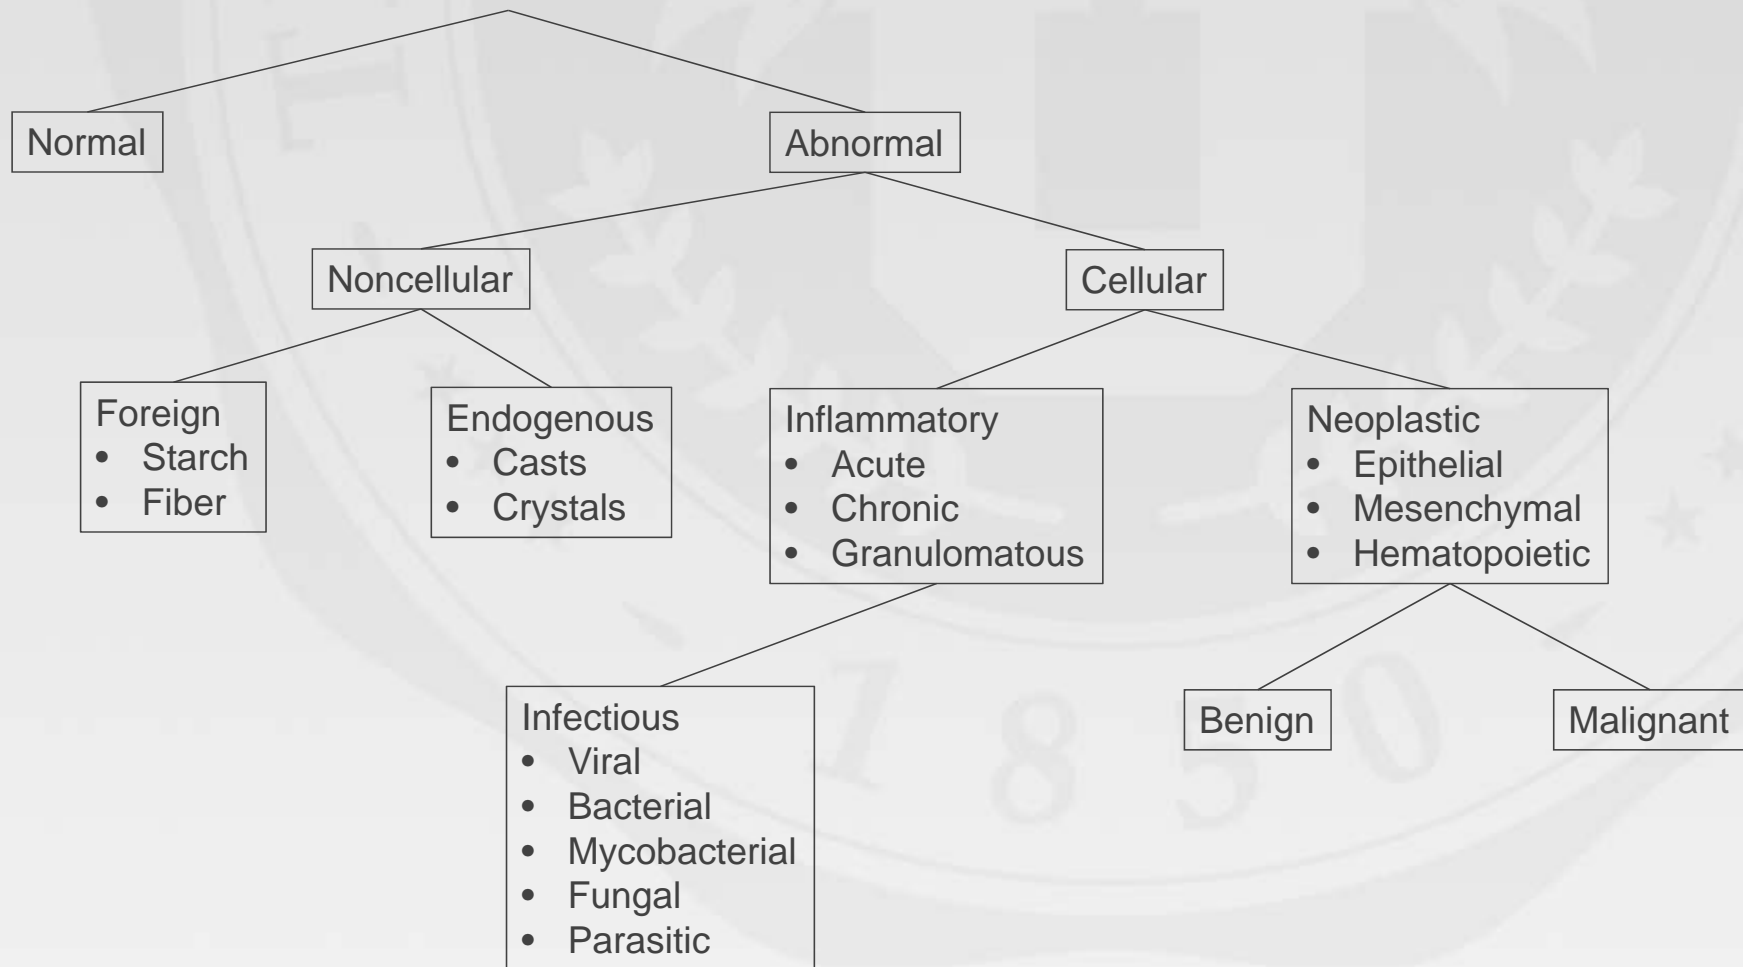 Normal
Abnormal
Noncellular
Cellular
Foreign
• Starch
• Fiber
Endogenous
• Casts
• Crystals
Inflammatory
• Acute
• Chronic
• Granulomatous
Neoplastic
• Epithelial
• Mesenchymal
• Hematopoietic
Infectious
• Viral
• Bacterial
• Mycobacterial
• Fungal
• Parasitic
Benign
Malignant
1850